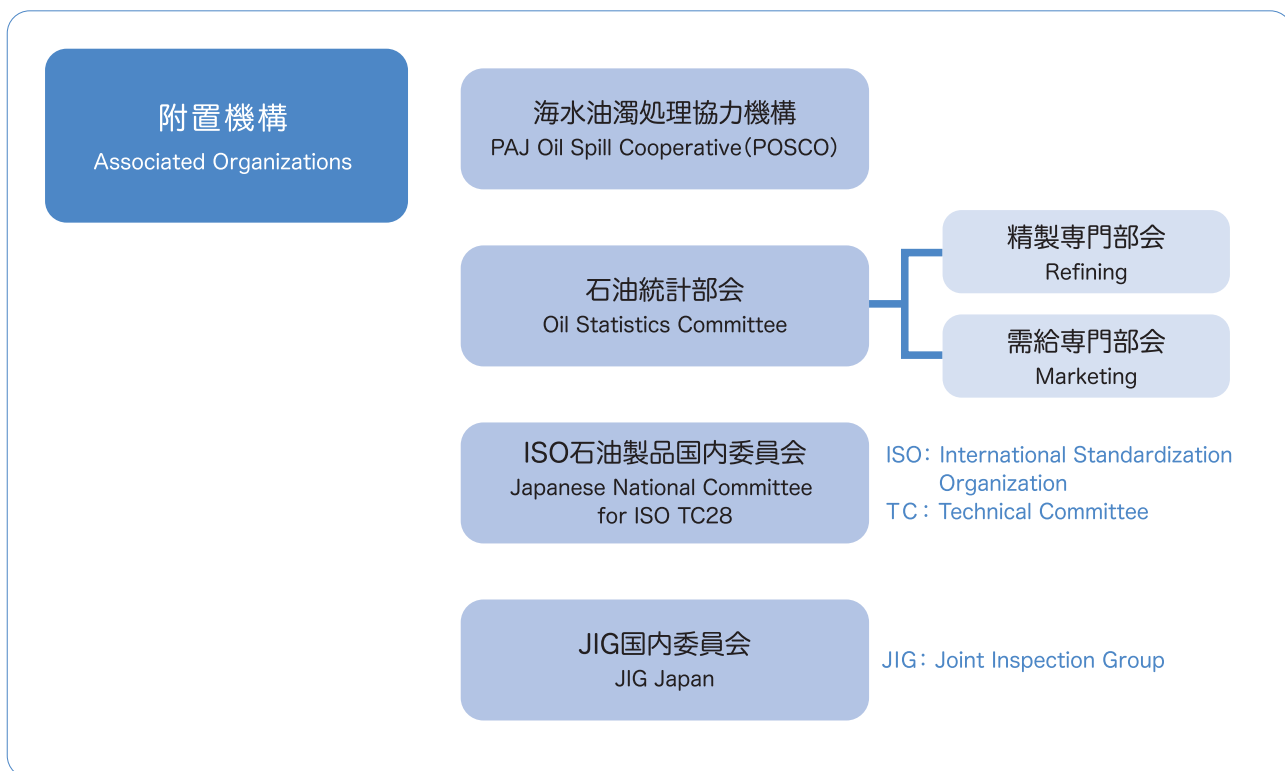 附置機構
Associated Organizations
海水油濁処理協力機構
PAJ Oil Spill Cooperative(POSCO)
石油統計部会
Oil Statistics Committee
精製専門部会
Refining
需給専門部会
Marketing
ISO石油製品国内委員会
Japanese National Committee
for ISO TC28
ISO: International Standardization
Organization
TC: Technical Committee
JIG国内委員会
JIG Japan
JIG: Joint Inspection Group